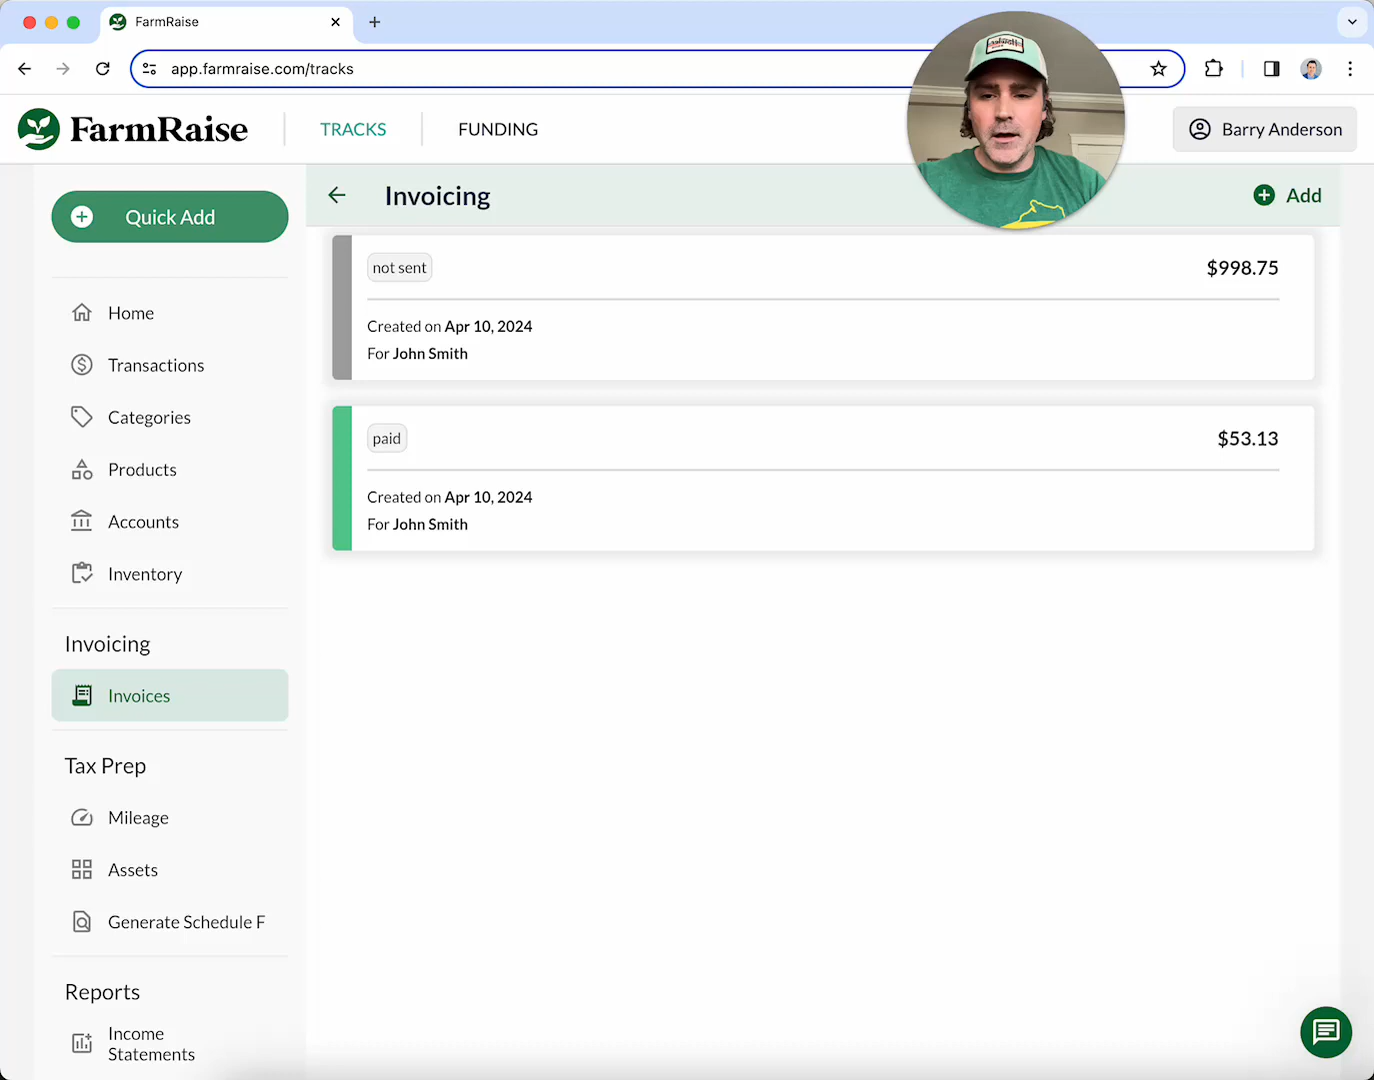 FarmRaise
app.farmraise.com/tracks
FarmRaise
TRACKS
FUNDING
Barry Anderson
Quick Add
Invoicing
Add
Home
Transactions
Categories
Products
Accounts
Inventory
Invoicing
Invoices
Tax Prep
Mileage
Assets
Generate Schedule F
Reports
Income
Statements
not sent
$998.75
Created on Apr 10, 2024
For John Smith
paid
$53.13
Created on Apr 10, 2024
For John Smith